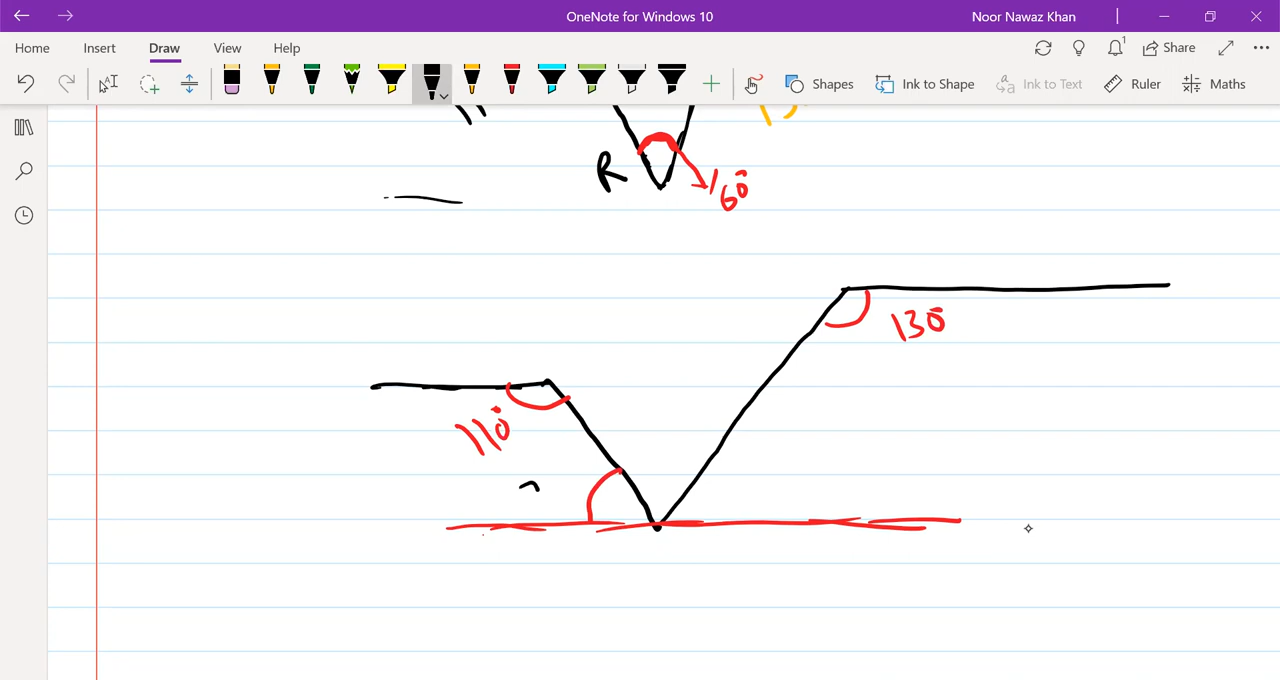 OneNote for Windows 10
Noor Nawaz Khan
Home Insert Draw View Help
1
Share
Shapes
Ink to Shape
Ink to Text
Ruler
Maths
R
60°
130°
110°